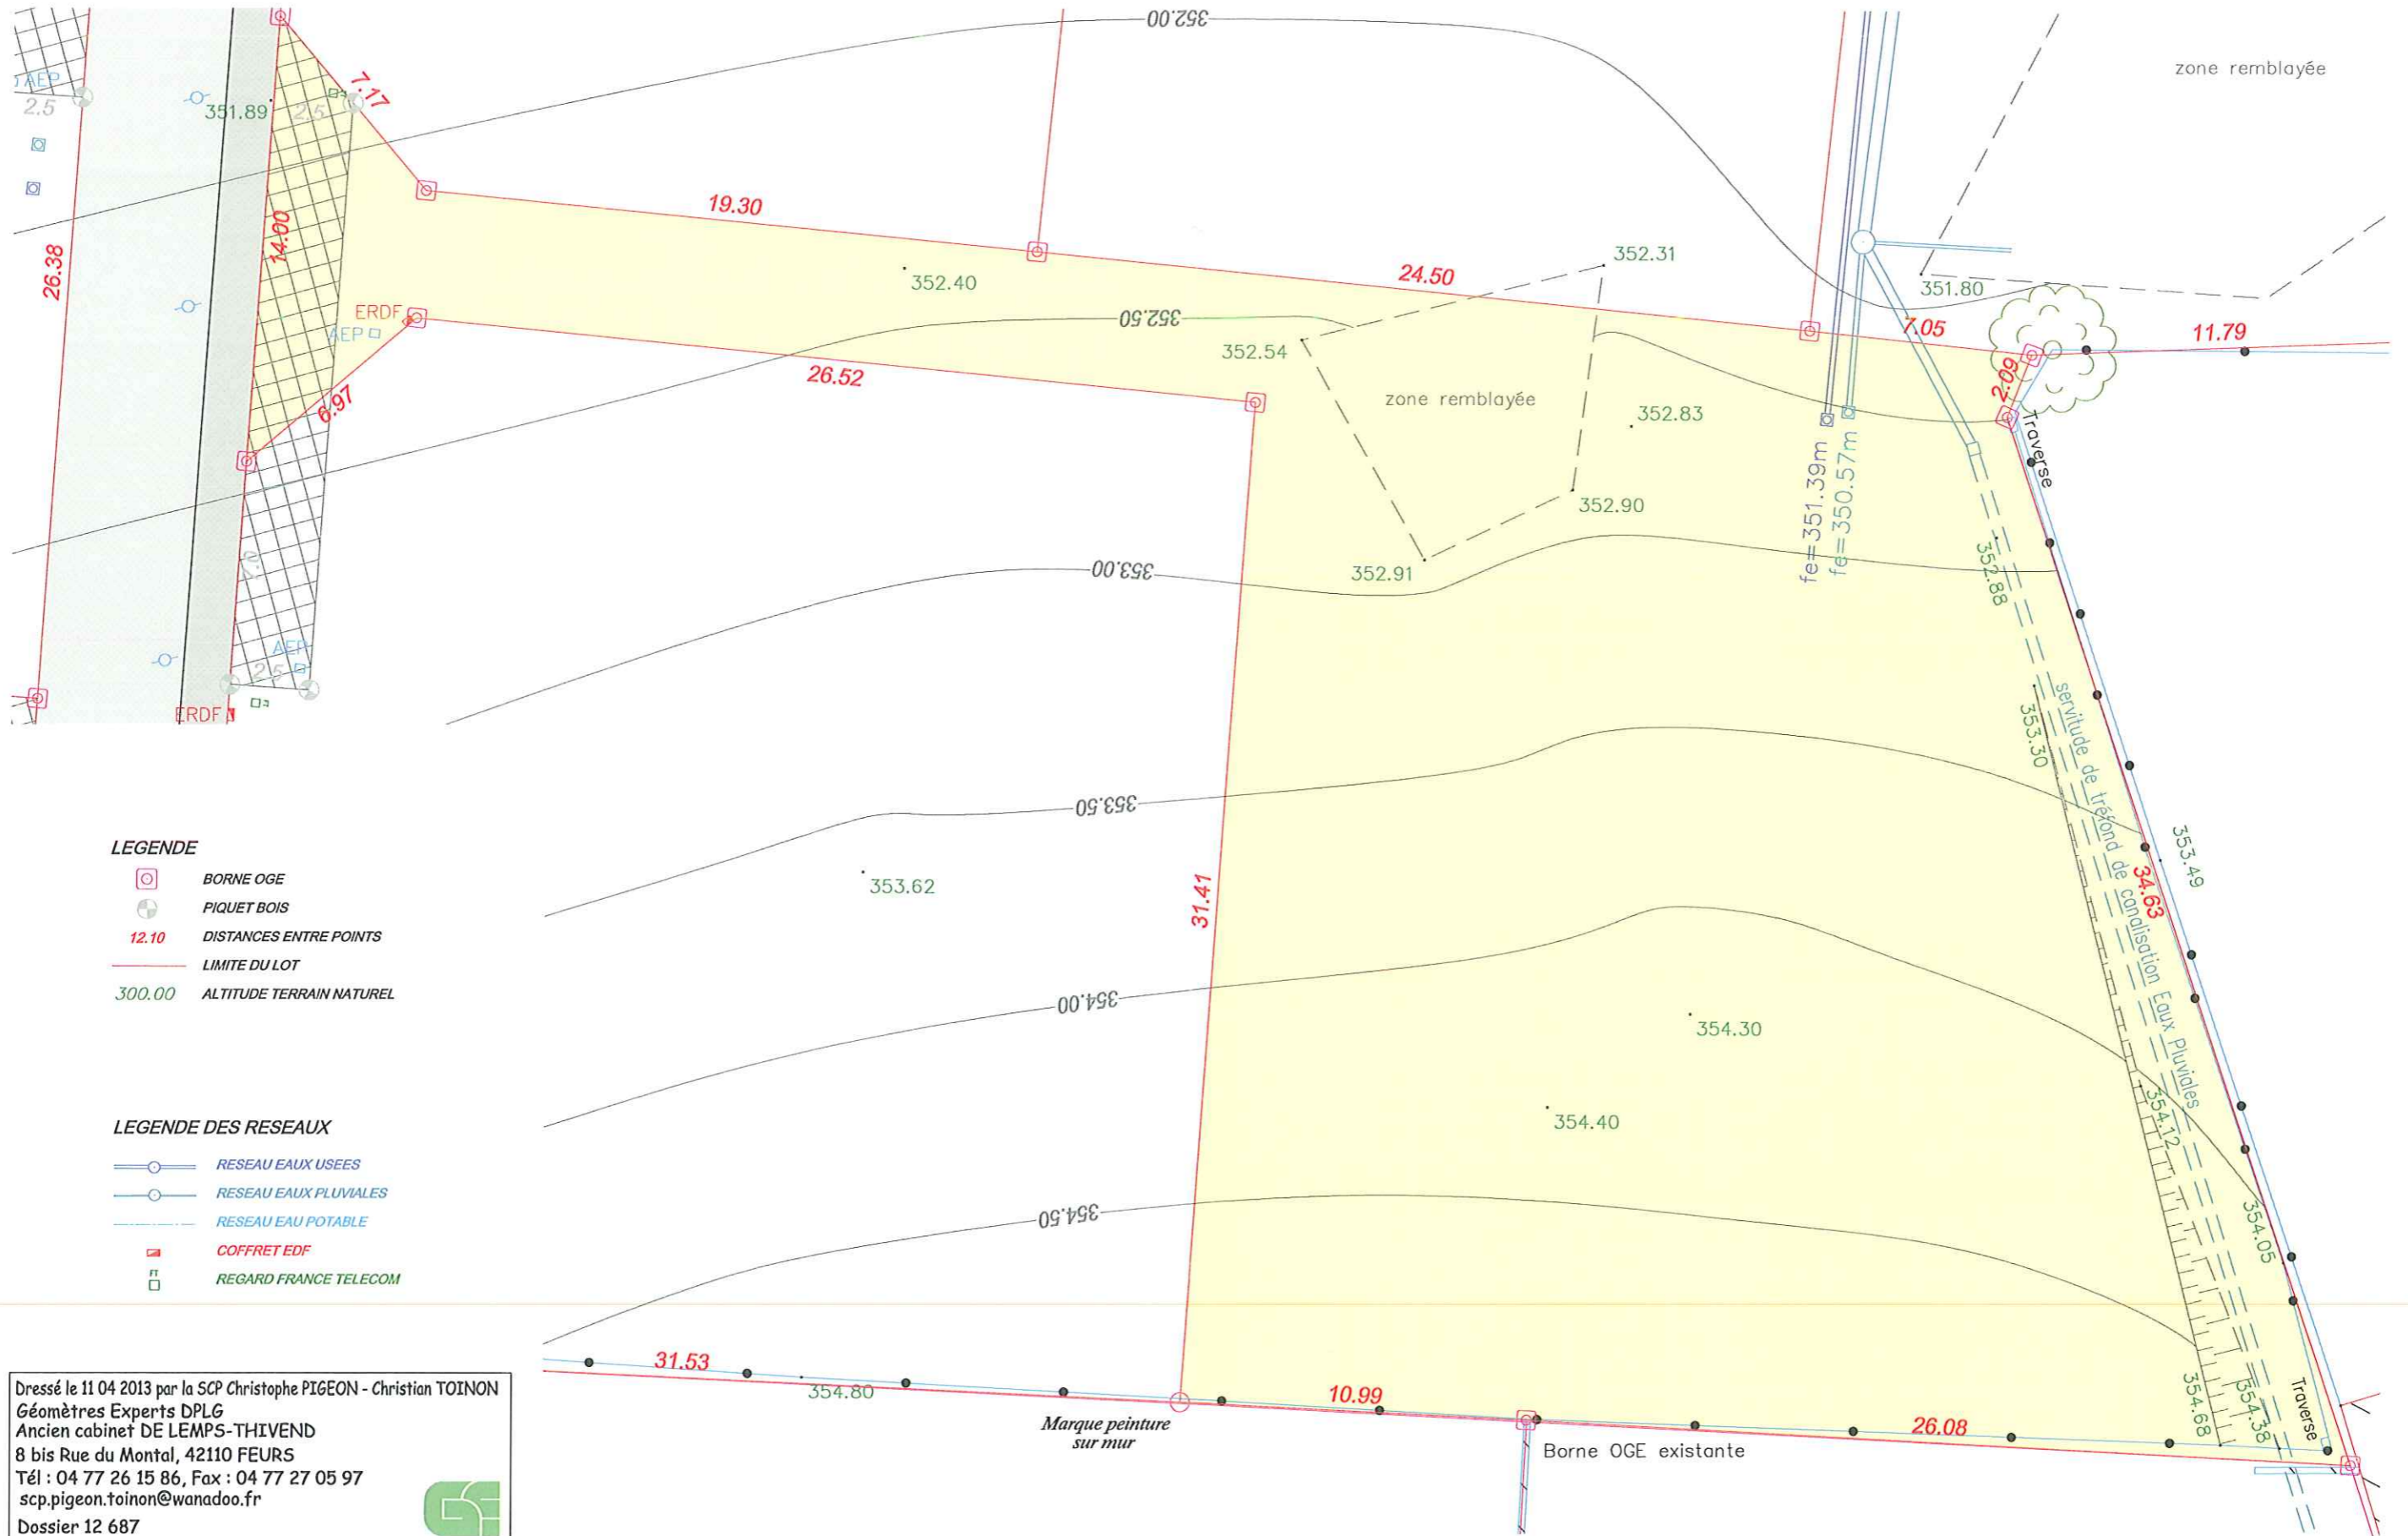 352.00
zone remblayée
AEP
2.5
7.17
351.89
2.5
19.30
14.00
26.38
352.40
352.31
24.50
351.80
ERDF
AEP
352.50
352.54
7.05
11.79
26.52
6.97
2.09
zone remblayée
352.83
Traverse
fe=351.39m
fe=350.57m
352.90
352.91
353.00
352.88
AEP
2.5
ERDF
353.30
servitude de tréfond de canalisation Eaux Pluviales
353.50
353.49
34.63
LEGENDE
BORNE OGE
PIQUET BOIS
12.10 DISTANCES ENTRE POINTS
LIMITE DU LOT
300.00 ALTITUDE TERRAIN NATUREL
353.62
31.41
354.00
354.30
354.40
354.12
LEGENDE DES RESEAUX
RESEAU EAUX USEES
RESEAU EAUX PLUVIALES
RESEAU EAU POTABLE
COFFRET EDF
FT
REGARD FRANCE TELECOM
354.50
354.05
31.53
354.80
10.99
26.08
354.68
354.38
Traverse
Marque peinture
sur mur
Borne OGE existante
Dressé le 11 04 2013 par la SCP Christophe PIGEON - Christian TOINON
Géomètres Experts DPLG
Ancien cabinet DE LEMPS-THIVEND
8 bis Rue du Montal, 42110 FEURS
Tél : 04 77 26 15 86, Fax : 04 77 27 05 97
scp.pigeon.toinon@wanadoo.fr
Dossier 12 687